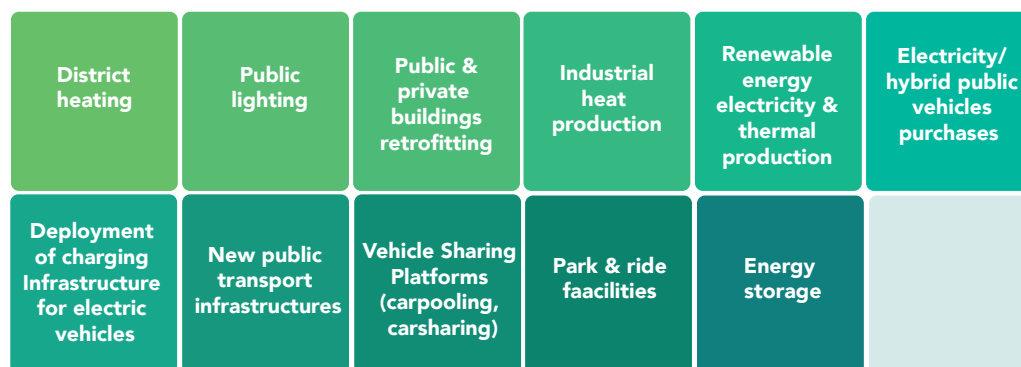 District
heating
Public
lighting
Public &
private
buildings
retrofitting
Industrial
heat
production
Renewable
energy
electricity &
thermal
production
Electricity/
hybrid public
vehicles
purchases
Deployment
of charging
Infrastructure
for electric
vehicles
New public
transport
infrastructures
Vehicle Sharing
Platforms
(carpooling,
carsharing)
Park & ride
faacilities
Energy
storage